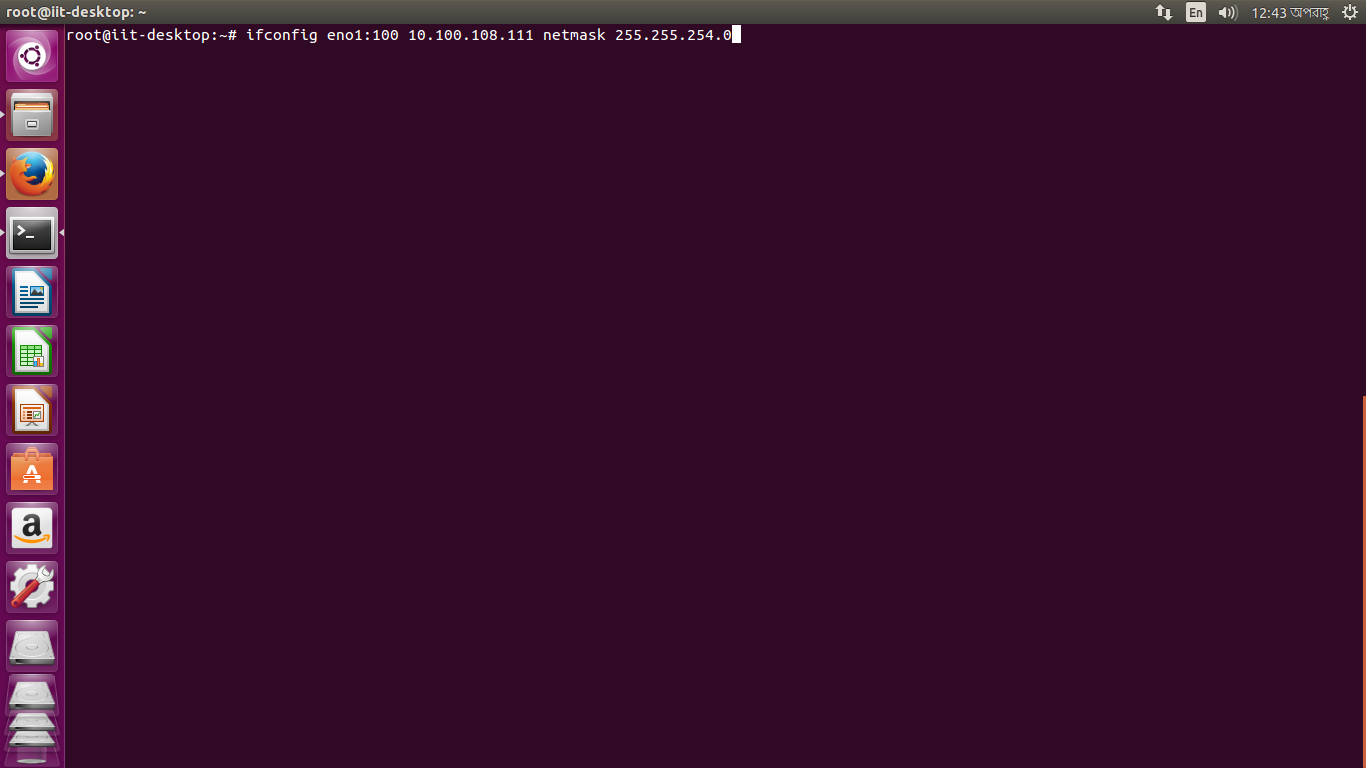 root@iit-desktop: ~
En
12:43 অপরাহ্ণ
root@iit-desktop:~# ifconfig eno1:100 10.100.108.111 netmask 255.255.254.0